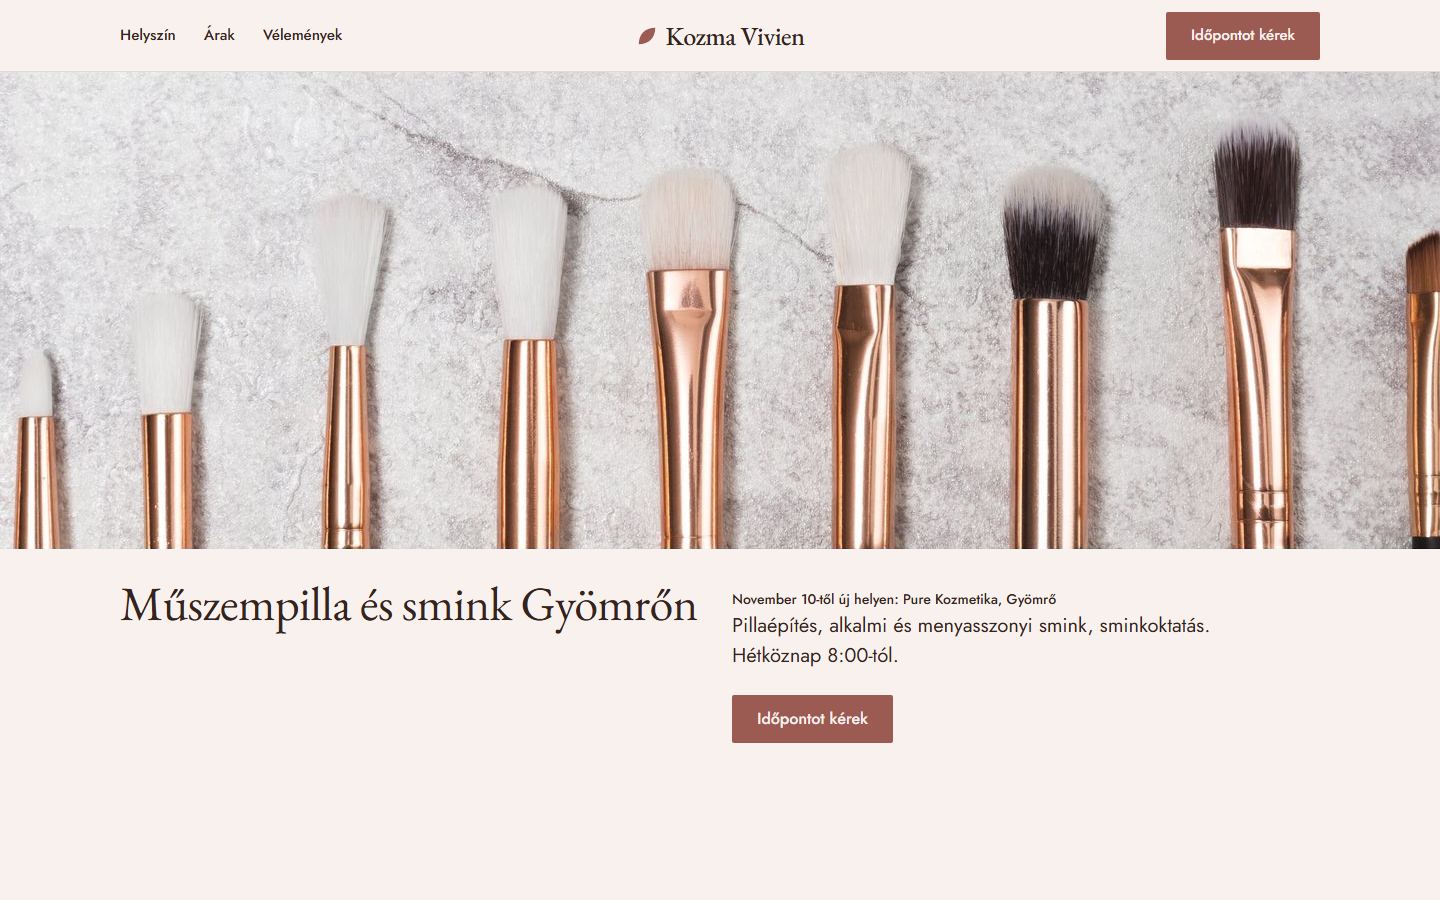 Helyszín
Árak
Vélemények
Kozma Vivien
Időpontot kérek
Műszempilla és smink Gyömrőn
November 10-től új helyen: Pure Kozmetika, Gyömrő
Pillaépítés, alkalmi és menyasszonyi smink, sminkoktatás.
Hétköznap 8:00-tól.
Időpontot kérek